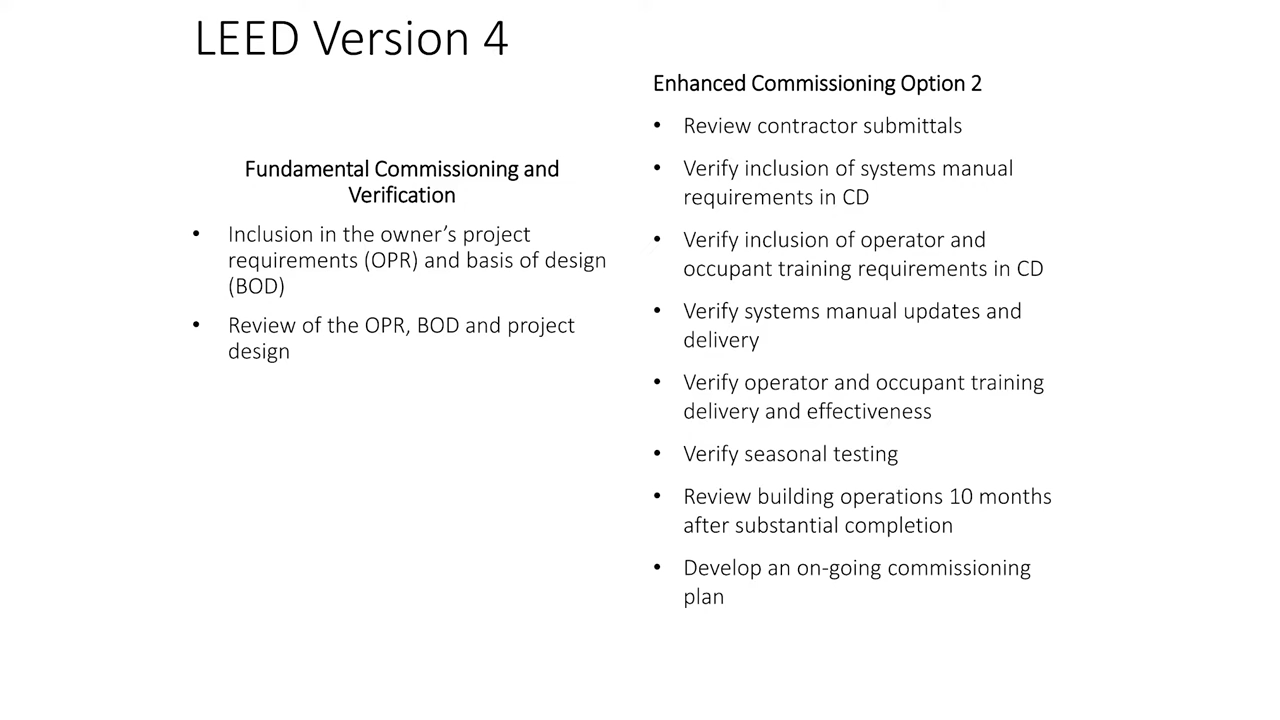 LEED Version 4
Fundamental Commissioning and
Verification
• Inclusion in the owner’s project
requirements (OPR) and basis of design
(BOD)
• Review of the OPR, BOD and project
design
Enhanced Commissioning Option 2
• Review contractor submittals
• Verify inclusion of systems manual
requirements in CD
• Verify inclusion of operator and
occupant training requirements in CD
• Verify systems manual updates and
delivery
• Verify operator and occupant training
delivery and effectiveness
• Verify seasonal testing
• Review building operations 10 months
after substantial completion
• Develop an on-going commissioning
plan